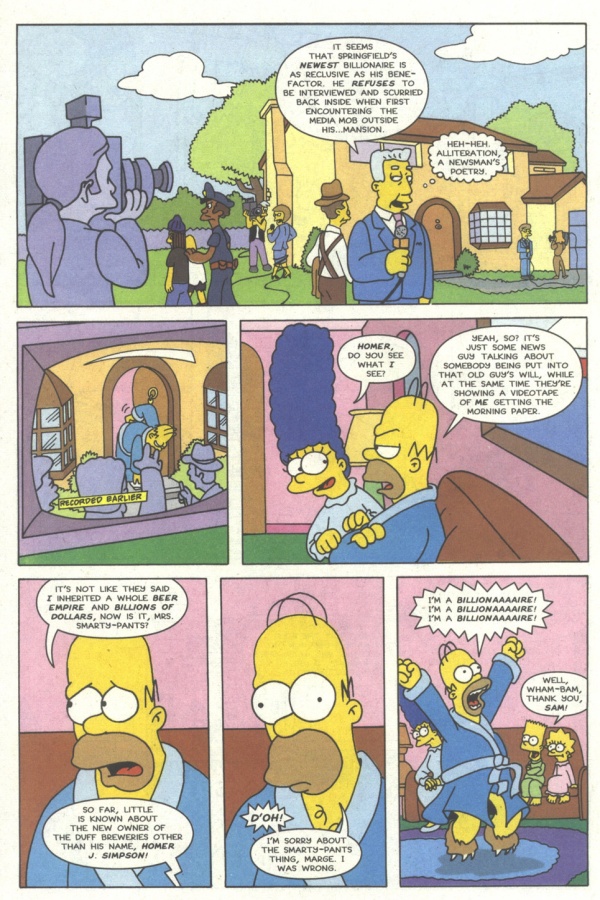 IT SEEMS
THAT SPRINGFIELD'S
NEWEST BILLIONAIRE IS
AS RECLUSIVE AS HIS BENE-
FACTOR. HE REFUSES TO
BE INTERVIEWED AND SCURRIED
BACK INSIDE WHEN FIRST
ENCOUNTERING THE
MEDIA MOB OUTSIDE
HIS...MANSION.
HEH-HEH.
ALLITERATION,
A NEWSMAN'S
POETRY.
RECORDED EARLIER
HOMER,
DO YOU SEE
WHAT I
SEE?
YEAH, SO? IT'S
JUST SOME NEWS
GUY TALKING ABOUT
SOMEBODY BEING PUT INTO
THAT OLD GUY'S WILL, WHILE
AT THE SAME TIME THEY'RE
SHOWING A VIDEOTAPE
OF ME GETTING THE
MORNING PAPER.
IT'S NOT LIKE THEY SAID
I INHERITED A WHOLE BEER
EMPIRE AND BILLIONS OF
DOLLARS, NOW IS IT, MRS.
SMARTY-PANTS?
SO FAR, LITTLE
IS KNOWN ABOUT
THE NEW OWNER OF
THE DUFF BREWERIES OTHER
THAN HIS NAME, HOMER
J. SIMPSON!
D'OH!
I'M SORRY ABOUT
THE SMARTY-PANTS
THING, MARGE. I
WAS WRONG.
I'M A BILLIONAAAAIRE!
I'M A BILLIONAAAAIRE!
I'M A BILLIONAAAAIRE!
WELL,
WHAM-BAM,
THANK YOU,
SAM!